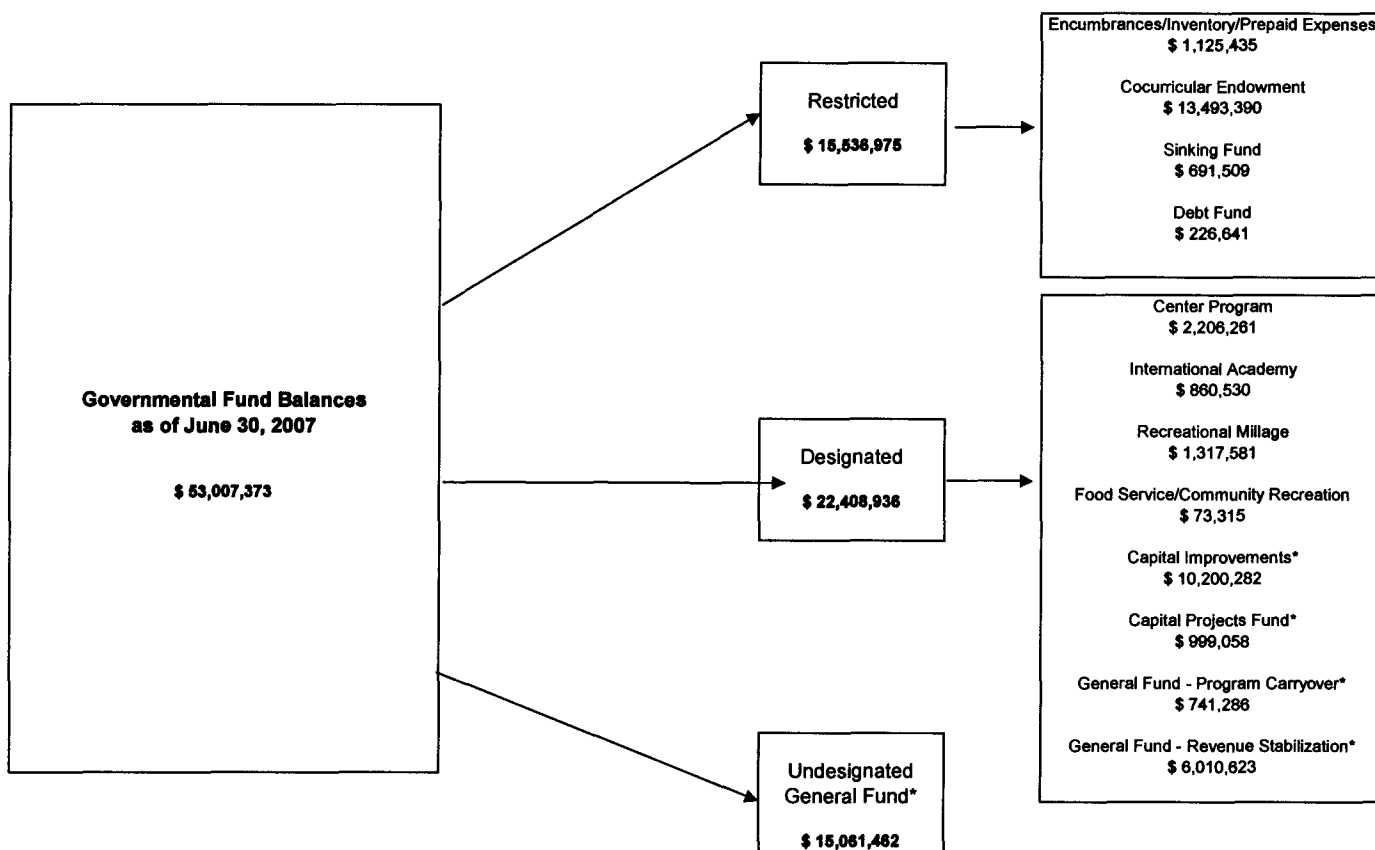 Governmental Fund Balances
as of June 30, 2007
$ 53,007,373
Restricted
$ 15,536,975
Encumbrances/Inventory/Prepaid Expenses
$ 1,125,435
Cocurricular Endowment
$ 13,493,390
Sinking Fund
$ 691,509
Debt Fund
$ 226,641
Designated
$ 22,408,936
Center Program
$ 2,206,261
International Academy
$ 860,530
Recreational Millage
$ 1,317,581
Food Service/Community Recreation
$ 73,315
Capital Improvements*
$ 10,200,282
Capital Projects Fund*
$ 999,058
General Fund - Program Carryover*
$ 741,286
General Fund - Revenue Stabilization*
$ 6,010,623
Undesignated
General Fund*
$ 15,061,462